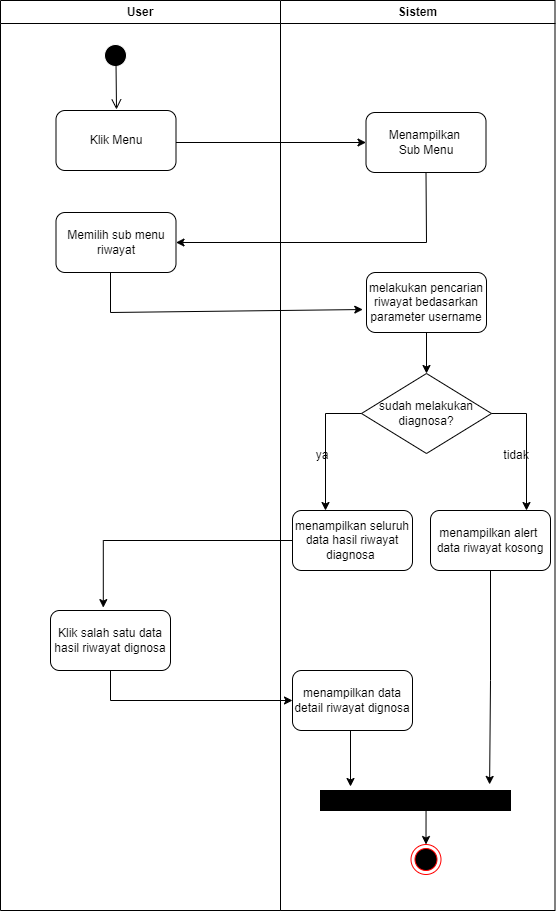 User
Sistem
Klik Menu
Menampilkan
Sub Menu
Memilih sub menu
riwayat
melakukan pencarian
riwayat bedasarkan
parameter username
sudah melakukan
diagnosa?
ya
tidak
menampilkan seluruh
data hasil riwayat
diagnosa
menampilkan alert
data riwayat kosong
Klik salah satu data
hasil riwayat dignosa
menampilkan data
detail riwayat dignosa